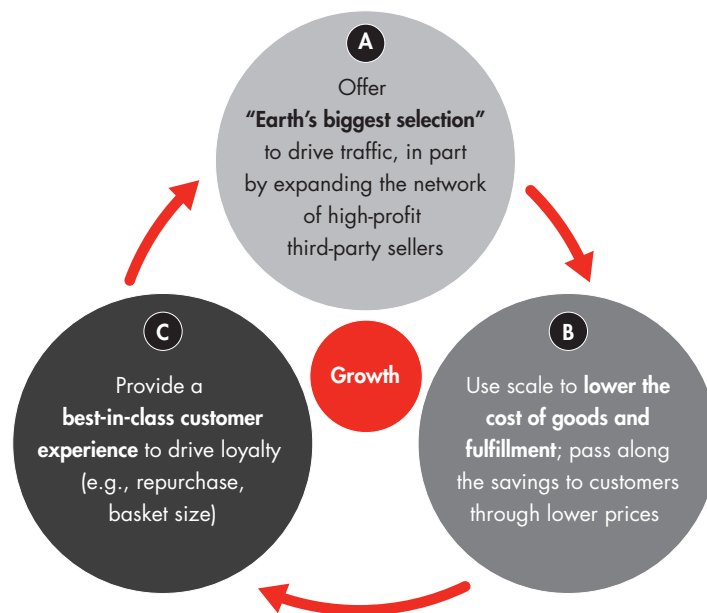 A
Offer
“Earth’s biggest selection”
to drive traffic, in part
by expanding the network
of high-profit
third-party sellers
C
Provide a
best-in-class customer
experience to drive loyalty
(e.g., repurchase,
basket size)
Growth
B
Use scale to lower the
cost of goods and
fulfillment; pass along
the savings to customers
through lower prices